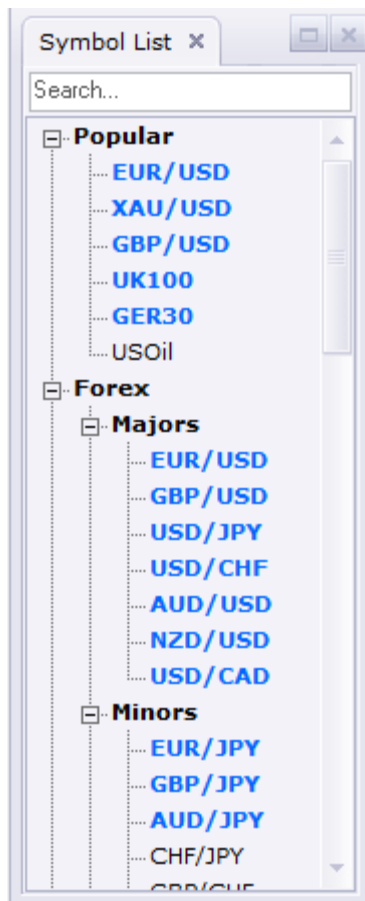 Symbol List
Search...
Popular
EUR/USD
XAU/USD
GBP/USD
UK100
GER30
USOil
Forex
Majors
EUR/USD
GBP/USD
USD/JPY
USD/CHF
AUD/USD
NZD/USD
USD/CAD
Minors
EUR/JPY
GBP/JPY
AUD/JPY
CHF/JPY
GBP/CHF